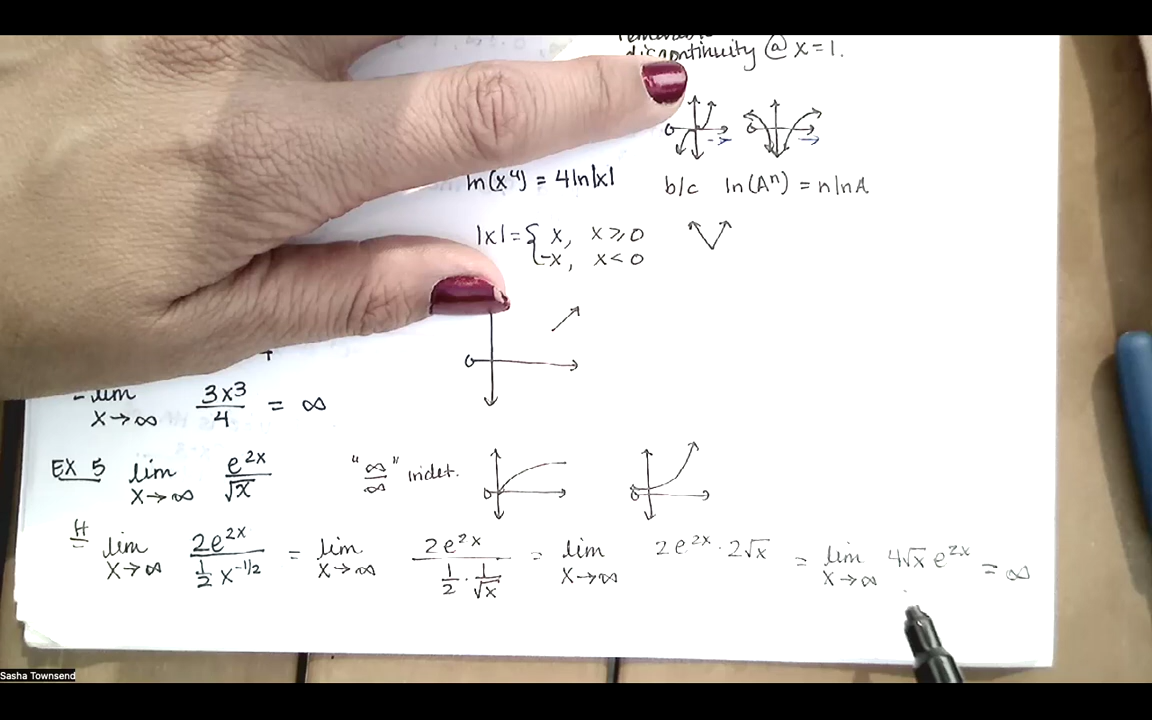 discontinuity @ x=1.
ln(x⁴) = 4ln|x| b/c ln(Aⁿ) = nlnA
|x| = { x, x ≥ 0
-x, x < 0
= lim x→∞ 3x³/4 = ∞
EX 5 lim x→∞ e^{2x}/√x "∞/∞" indet.
H= lim x→∞ 2e^{2x}/(½ x^{-1/2}) = lim x→∞ 2e^{2x}/(½ · 1/√x) = lim x→∞ 2e^{2x} · 2√x = lim x→∞ 4√x e^{2x} = ∞
Sasha Townsend